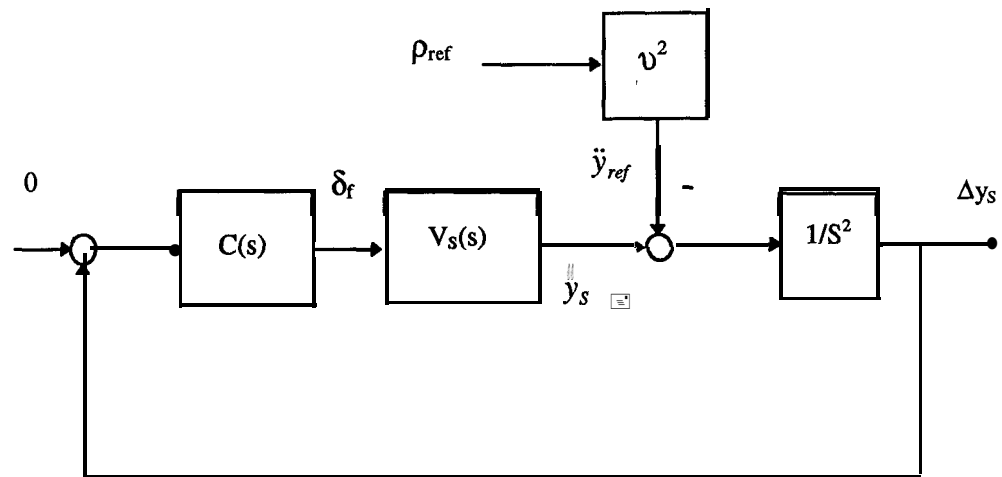 ρref
υ²
ÿref
-
0
δf
C(s)
Vs(s)
ÿs
1/S²
Δys